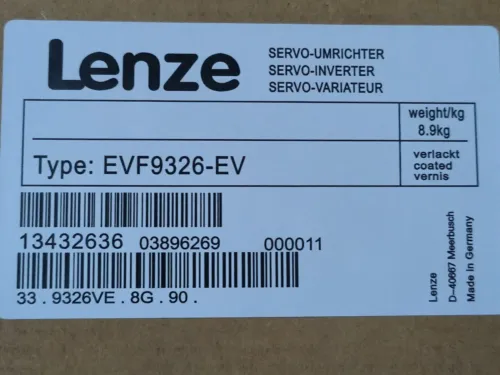 Lenze
SERVO-UMRICHTER
SERVO-INVERTER
SERVO-VARIATEUR
weight/kg
8.9kg
Type: EVF9326-EV
verlackt
coated
vernis
13432636 03896269 000011
33 . 9326VE . 8G . 90 .
Lenze
D-40667 Meerbusch
Made in Germany